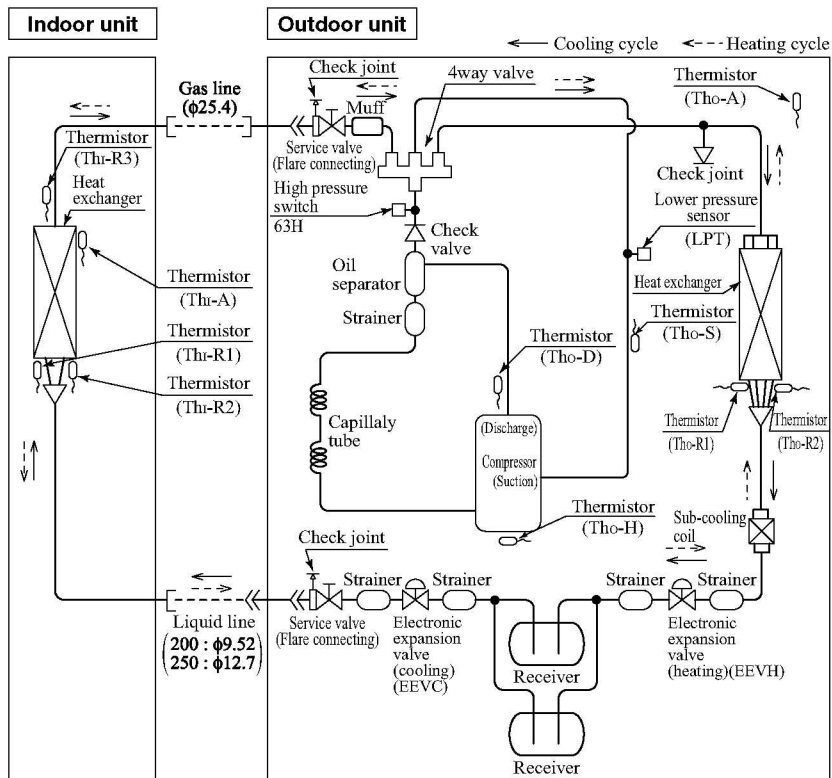 Indoor unit
Outdoor unit
Cooling cycle
Heating cycle
Gas line
(ϕ25.4)
Check joint
Muff
4way valve
Thermistor
(Tho-A)
Thermistor
(Thi-R3)
Heat
exchanger
Service valve
(Flare connecting)
High pressure
switch
63H
Check
valve
Check joint
Lower pressure
sensor
(LPT)
Thermistor
(Thi-A)
Oil
separator
Heat exchanger
Strainer
Thermistor
(Tho-S)
Thermistor
(Thi-R1)
Thermistor
(Tho-D)
Thermistor
(Thi-R2)
Capillaly
tube
(Discharge)
Compressor
(Suction)
Thermistor
(Tho-R1)
Thermistor
(Tho-R2)
Thermistor
(Tho-H)
Sub-cooling
coil
Check joint
Strainer
Strainer
Strainer
Strainer
Liquid line
(200 : ϕ9.52
250 : ϕ12.7)
Service valve
(Flare connecting)
Electronic
expansion
valve
(cooling)
(EEVC)
Receiver
Receiver
Electronic
expansion
valve
(heating)(EEVH)